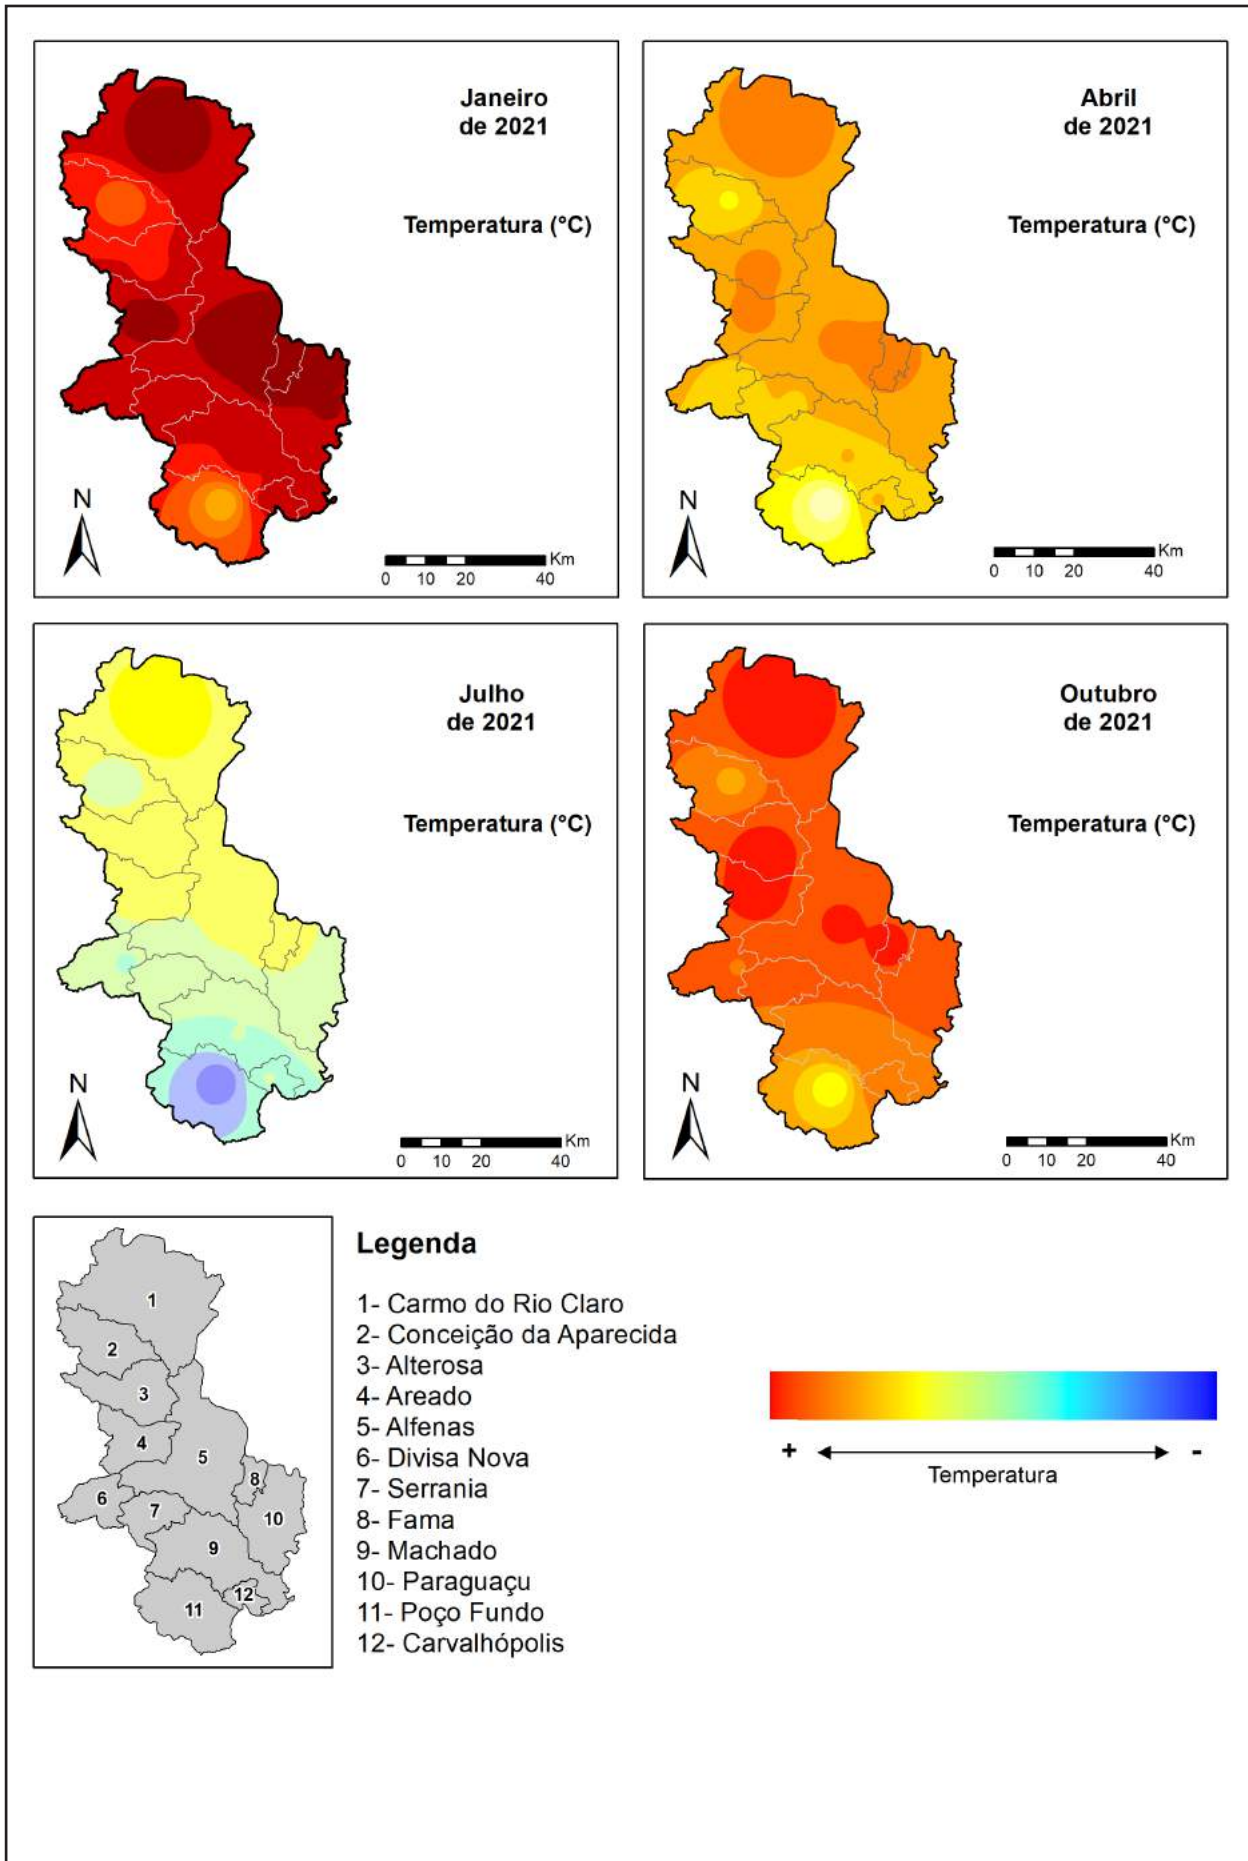 Janeiro
de 2021
Temperatura (°C)
N
Km
0 10 20 40
Abril
de 2021
Temperatura (°C)
N
Km
0 10 20 40
Julho
de 2021
Temperatura (°C)
N
Km
0 10 20 40
Outubro
de 2021
Temperatura (°C)
N
Km
0 10 20 40
1
2
3
4
5
6
7
8
9
10
11
12
Legenda
1- Carmo do Rio Claro
2- Conceição da Aparecida
3- Alterosa
4- Areado
5- Alfenas
6- Divisa Nova
7- Serrania
8- Fama
9- Machado
10- Paraguaçu
11- Poço Fundo
12- Carvalhópolis
+ -
Temperatura